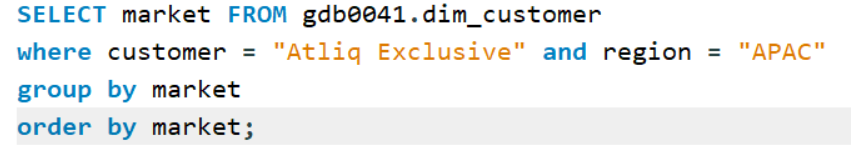 SELECT market FROM gdb0041.dim_customer
where customer = "Atliq Exclusive" and region = "APAC"
group by market
order by market;